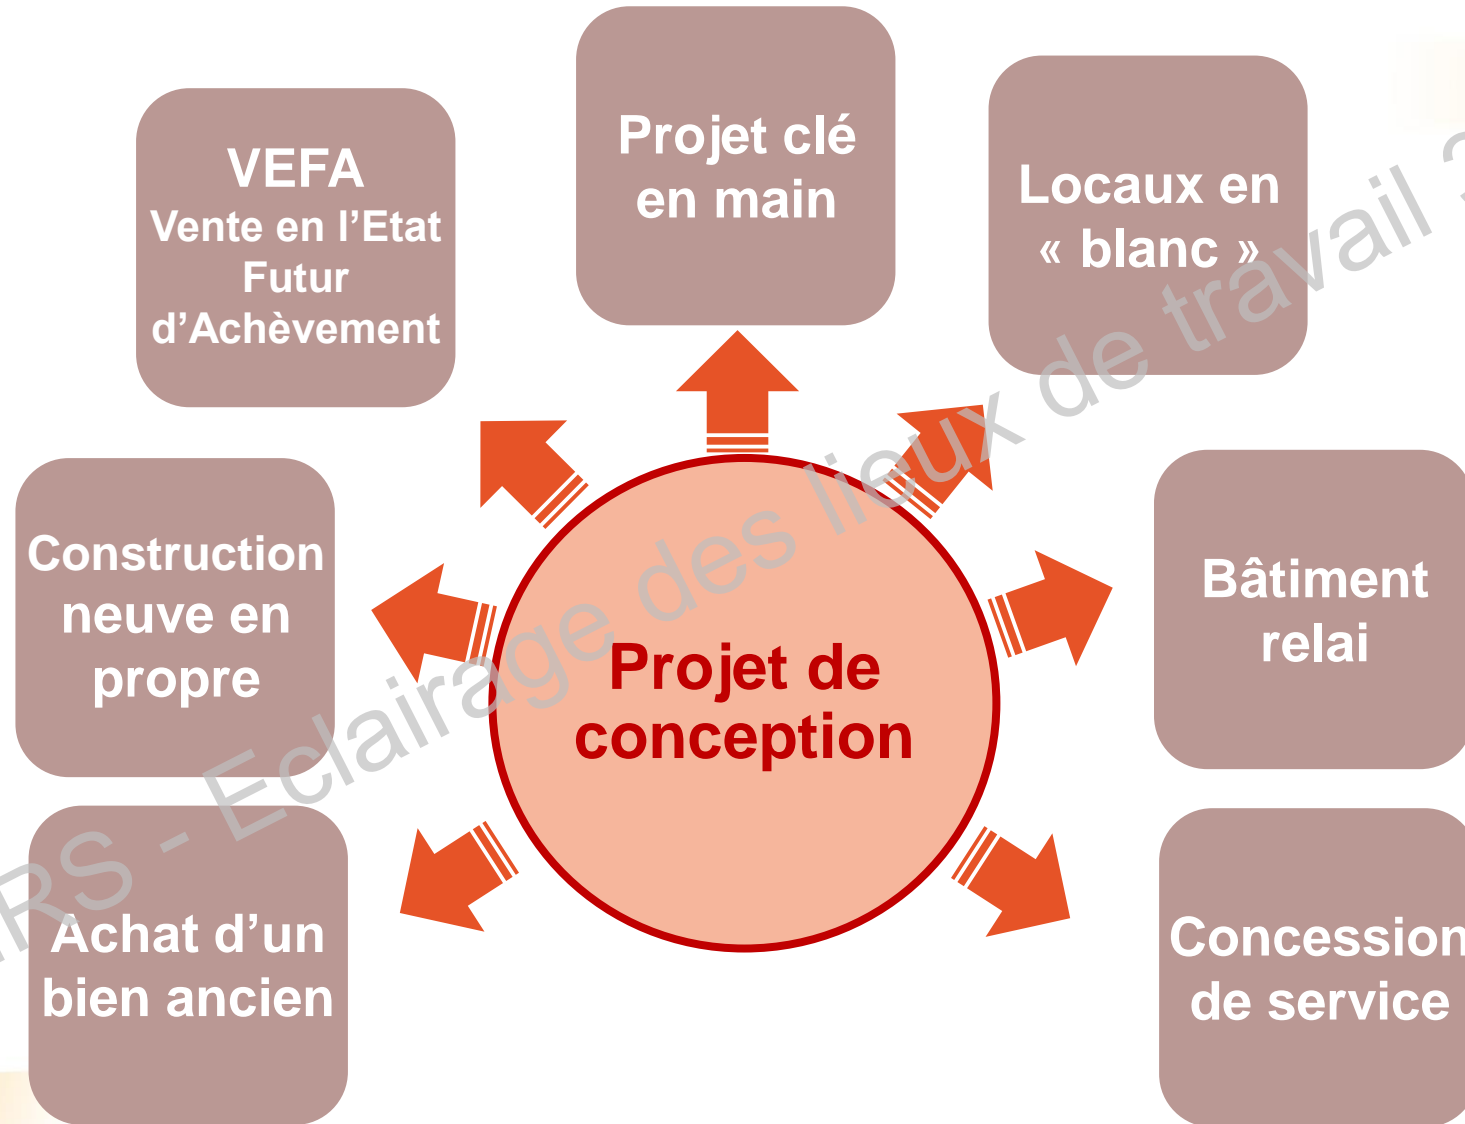 Projet clé
en main
VEFA
Vente en l’Etat
Futur
d’Achèvement
Locaux en
« blanc »
Construction
neuve en
propre
Bâtiment
relai
Projet de
conception
Achat d’un
bien ancien
Concession
de service
RS - Eclairage des lieux de travail 3